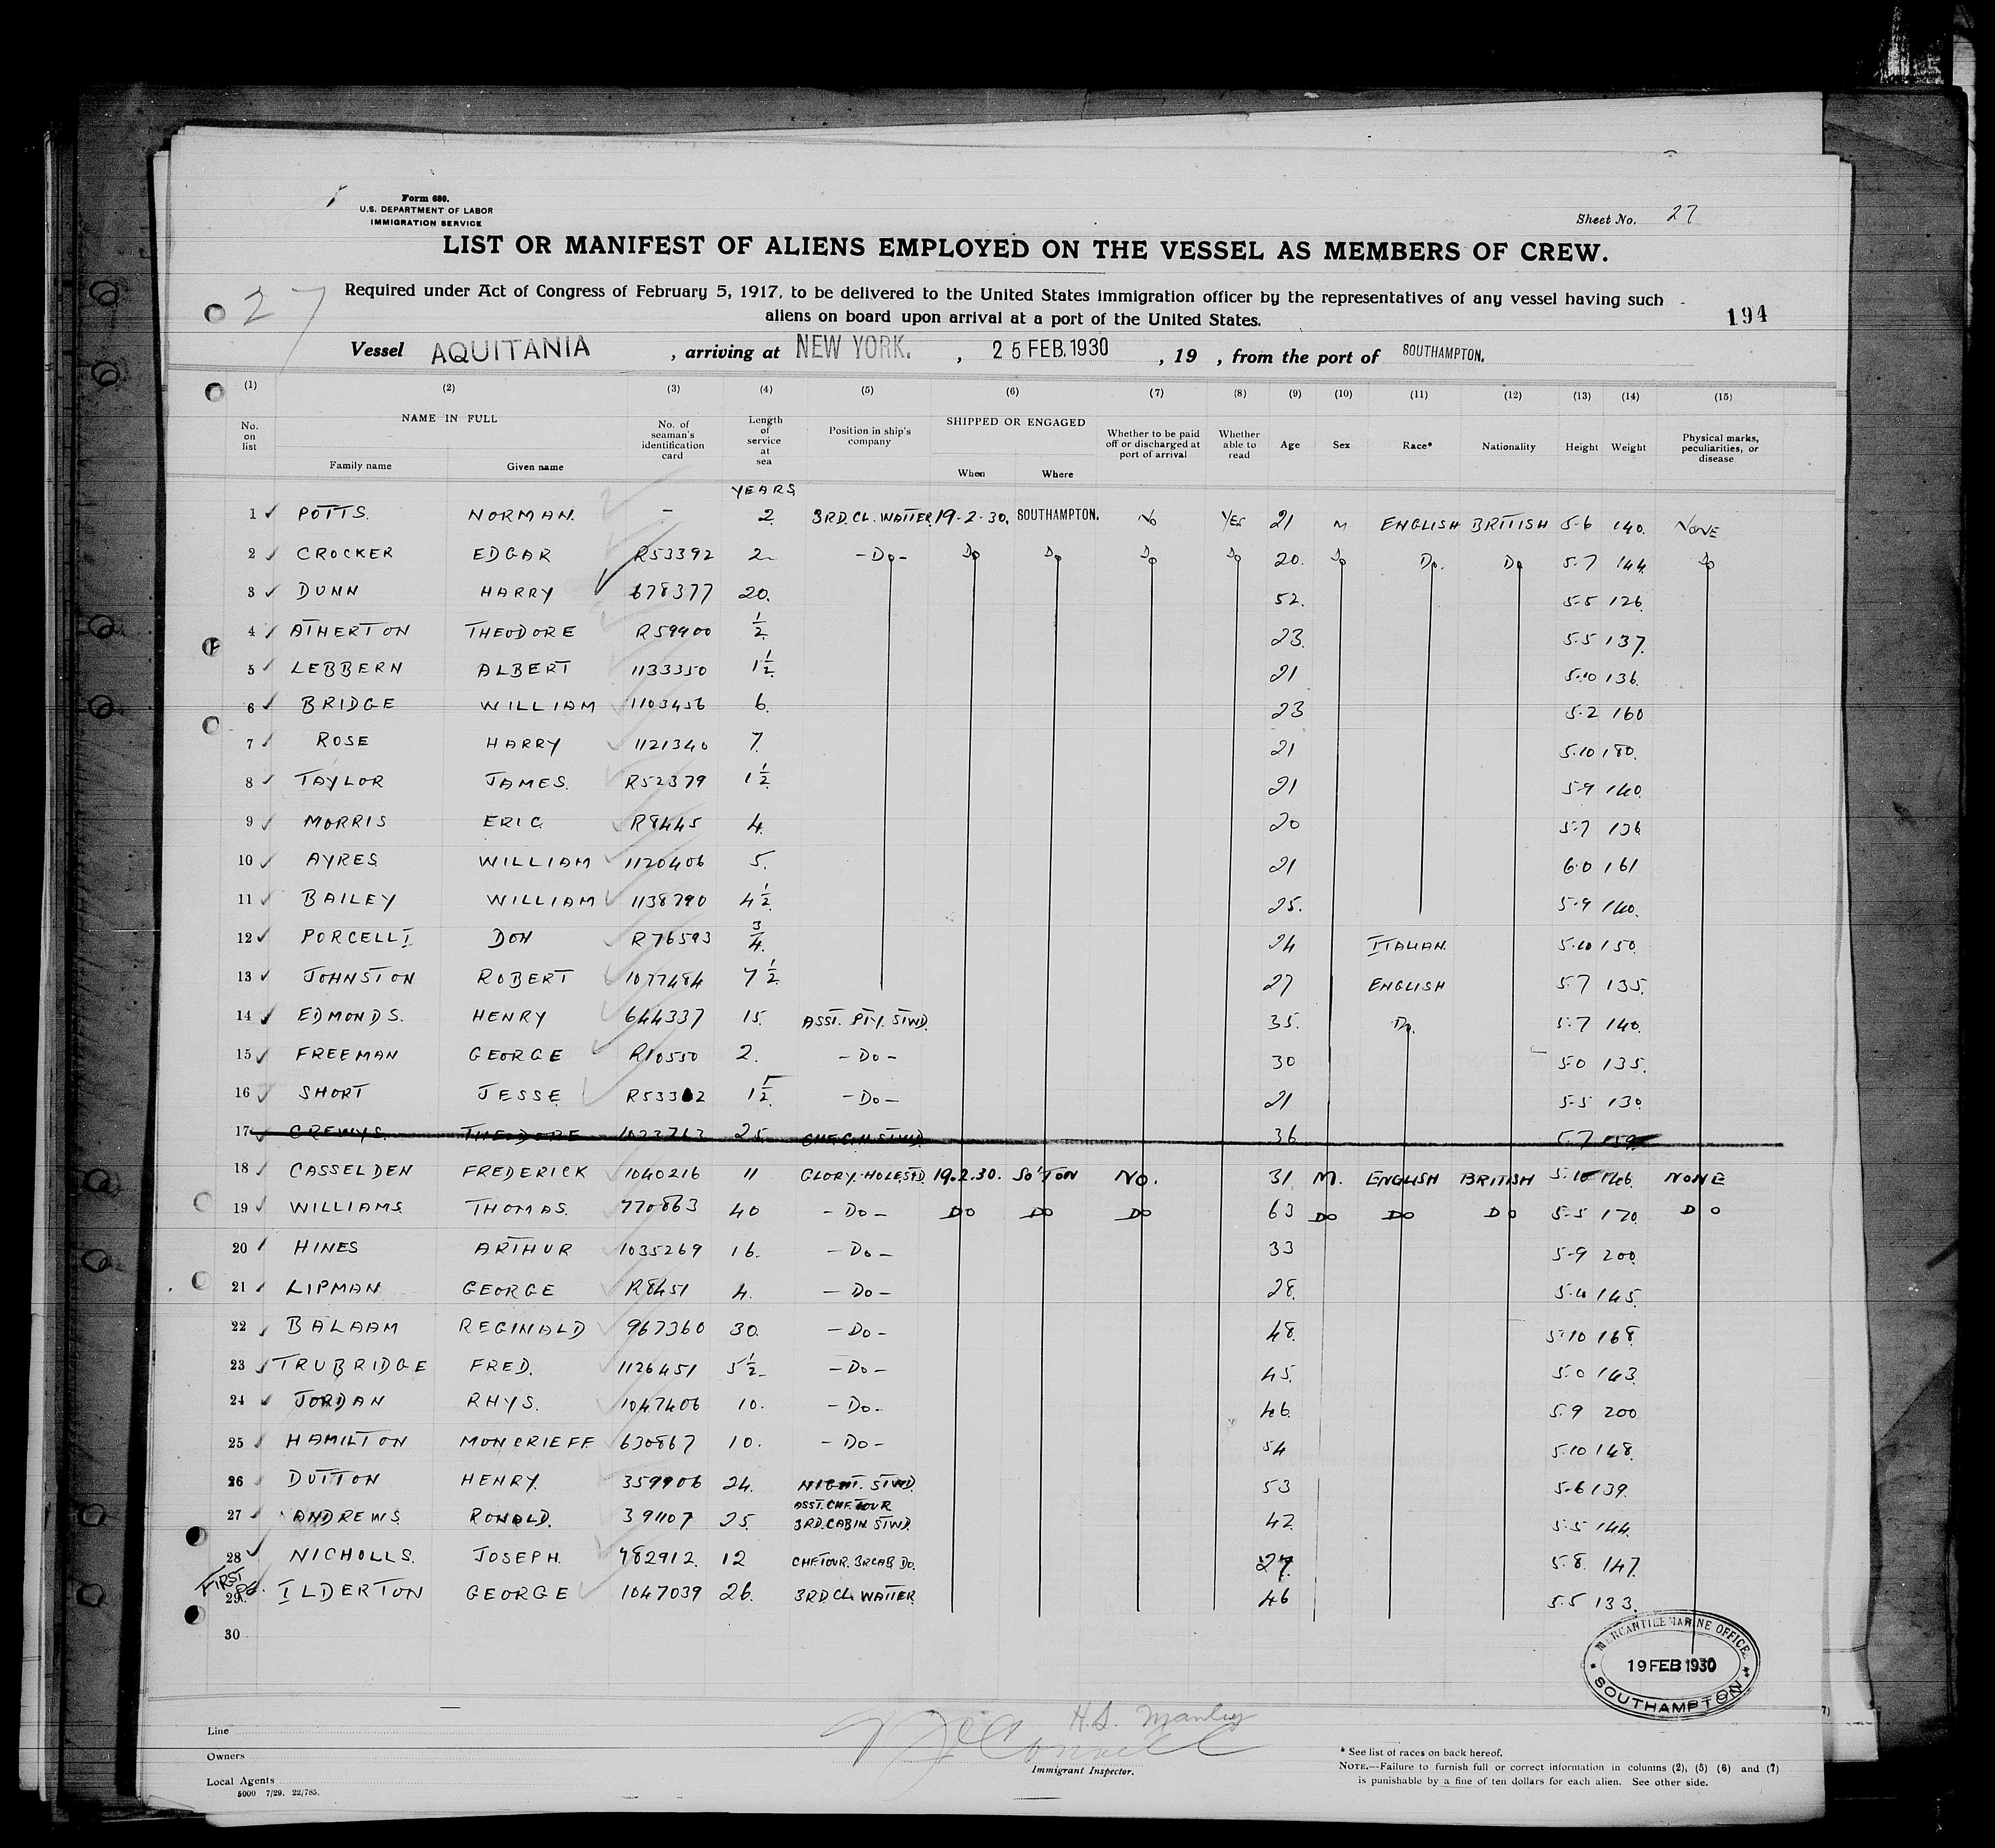 Form 680.
U.S. DEPARTMENT OF LABOR
IMMIGRATION SERVICE
Sheet No. 27
LIST OR MANIFEST OF ALIENS EMPLOYED ON THE VESSEL AS MEMBERS OF CREW.
27
Required under Act of Congress of February 5, 1917, to be delivered to the United States immigration officer by the representatives of any vessel having such
aliens on board upon arrival at a port of the United States.
194
Vessel AQUITANIA , arriving at NEW YORK. , 25 FEB. 1930 , 19 , from the port of SOUTHAMPTON.
(1) (2) (3) (4) (5) (6) (7) (8) (9) (10) (11) (12) (13) (14) (15)
No. on list NAME IN FULL Family name Given name No. of seaman's identification card Length of service at sea Position in ship's company SHIPPED OR ENGAGED When Where Whether to be paid off or discharged at port of arrival Whether able to read Age Sex Race* Nationality Height Weight Physical marks, peculiarities, or disease
YEARS
1 ✓ POTTS. NORMAN. - 2 3RD. CL. WAITER 19-2-30. SOUTHAMPTON. No YES 21 M ENGLISH BRITISH 5-6 140. NONE
2 ✓ CROCKER EDGAR R53392 2 - Do - Do Do Do Do 20. Do Do. Do 5-7 144 Do
3 ✓ DUNN HARRY 678377 20. 52. 5-5 126
4 ✓ ATHERTON THEODORE R59900 1/2 23. 5-5 137.
5 ✓ LEBBERN ALBERT 1133350 1 1/2 21 5-10 136
6 ✓ BRIDGE WILLIAM 1103456 6. 23 5-2 160
7 ✓ ROSE HARRY 1121340 7. 21 5-10 180.
8 ✓ TAYLOR JAMES. R52379 1 1/2 21 5-9 140.
9 ✓ MORRIS ERIC R8445 4. 20 5-7 136
10 ✓ AYRES WILLIAM 1120406 5. 21 6-0 161
11 ✓ BAILEY WILLIAM 1138790 4 1/2 25. 5-9 140.
12 ✓ PORCELLI DON R76593 3/4. 24 ITALIAN. 5-10 150
13 ✓ JOHNSTON ROBERT 1077484 7 1/2 27 ENGLISH 5-7 135.
14 ✓ EDMONDS. HENRY 644337 15. ASST. PTY. STWD. 35. Do. 5-7 140.
15 ✓ FREEMAN GEORGE R10550 2. - Do - 30 5-0 135.
16 ✓ SHORT JESSE R53302 1 1/2 - Do - 21 5-5 130
17 ✓ CREWYS. THEODORE 1023763 25. 36 5-7
18 ✓ CASSELDEN FREDERICK 1040216 11 GLORY-HOLE STD. 19.2.30. SO'TON NO. 31 M. ENGLISH BRITISH 5-10 146. NONE
19 ✓ WILLIAMS THOMAS. 770863 40 - Do - DO DO DO 63 DO DO DO 5-5 170. DO
20 ✓ HINES ARTHUR 1035269 16. - Do - 33 5-9 200
21 ✓ LIPMAN GEORGE R8451 4. - Do - 28. 145.
22 ✓ BALAAM REGINALD 967360 30. - Do - 48. 5-10 168.
23 ✓ TRUBRIDGE FRED. 1126451 5 1/2 - Do - 45. 5-0 143.
24 ✓ JORDAN RHYS. 1047406 10. - Do - 46. 5-9 200
25 ✓ HAMILTON MONCRIEFF 630867 10. - Do - 54 5-10 148.
26 ✓ DUTTON HENRY. 359906 24. NIGHT. STWD. 53 5-6 139.
27 ✓ ANDREWS RONALD. 391107 25. ASST. CHF. TOUR 3RD. CABIN STWD. 42 5-5 144.
28 ✓ NICHOLLS. JOSEPH. 782912. 12 CHF. TOUR. 3RCAB DO. 27. 5-8. 147.
FIRST PG.
29. ILDERTON GEORGE 1047039 26. 3RD. CL. WAITER 46 5-5 133.
30
MERCANTILE MARINE OFFICE
19 FEB 1930
SOUTHAMPTON
Line
Owners
Local Agents
5000 7/29. 22/785.
H.S. Manley
Immigrant Inspector.
* See list of races on back hereof.
NOTE.—Failure to furnish full or correct information in columns (2), (5) (6) and (7)
is punishable by a fine of ten dollars for each alien. See other side.